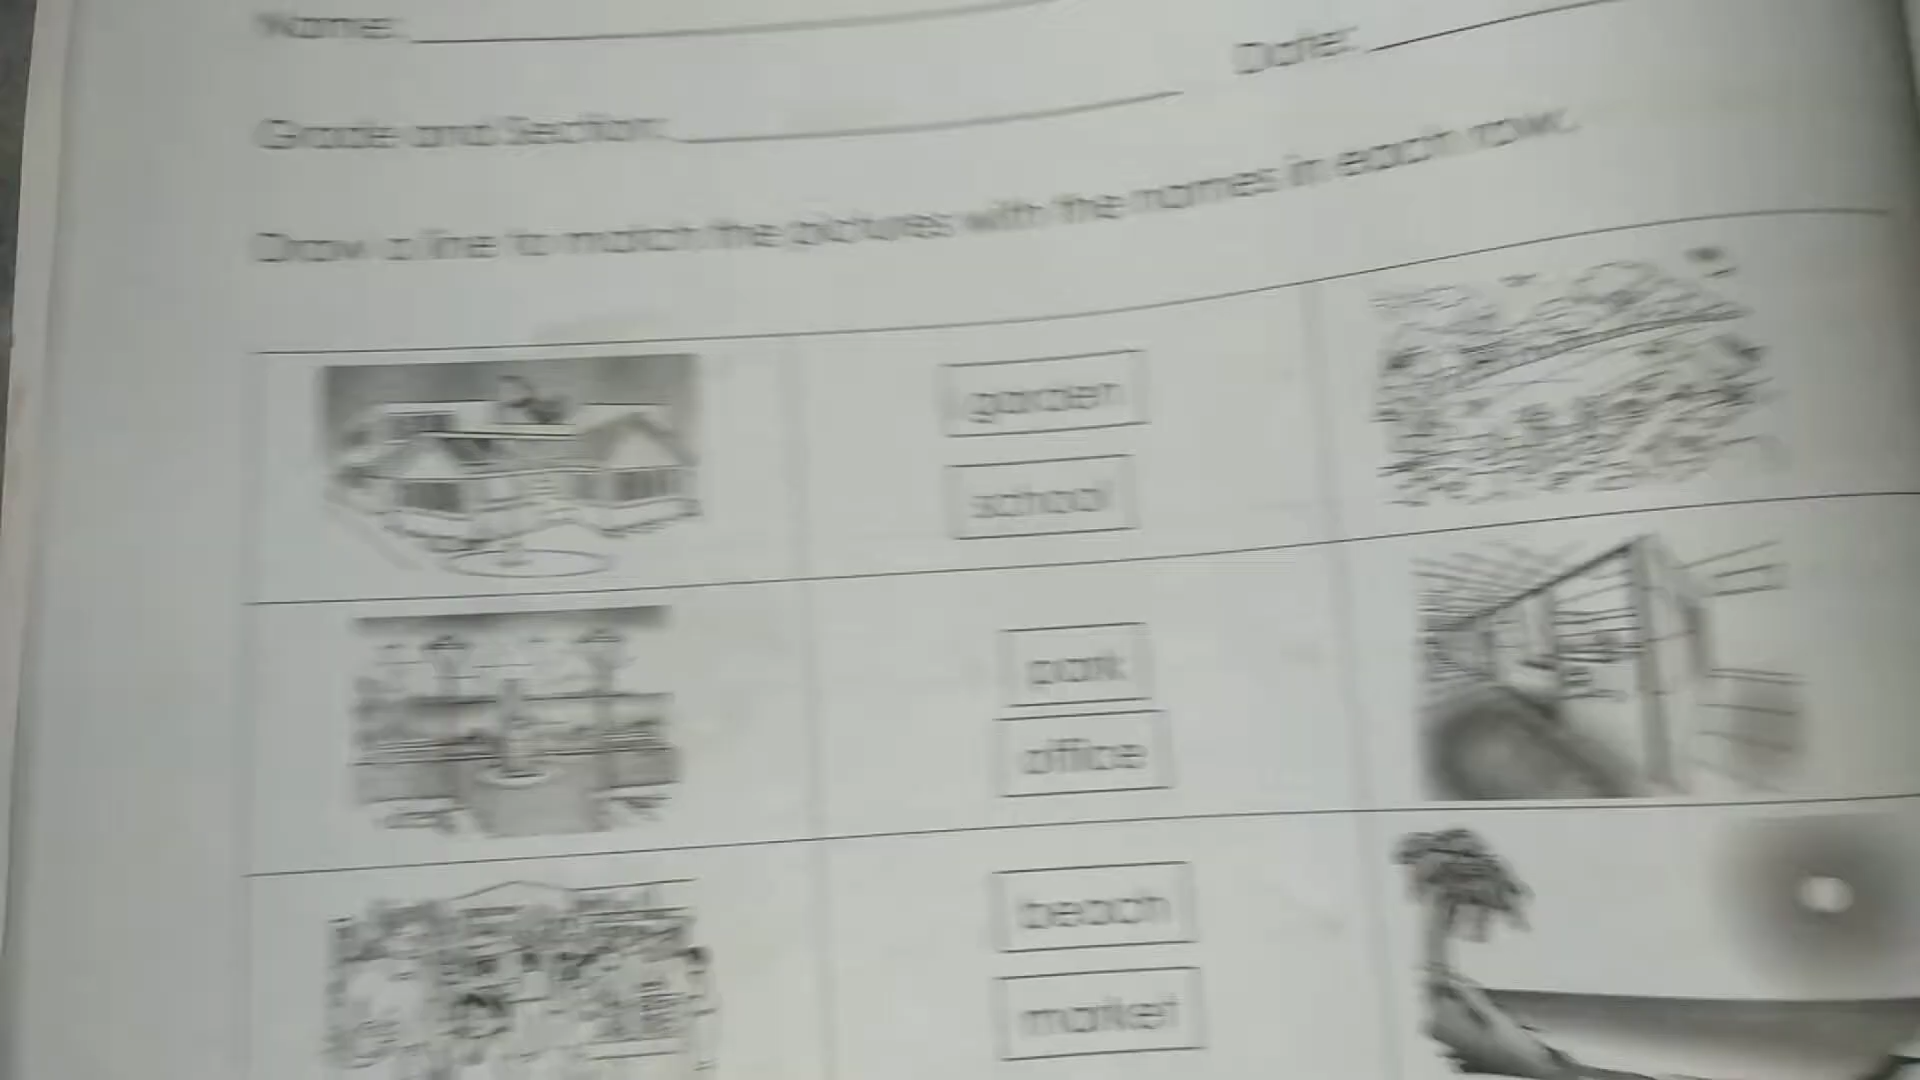 Name:
Date:
Grade and Section:
Draw a line to match the pictures with the names in each row.
garden
school
park
office
beach
market